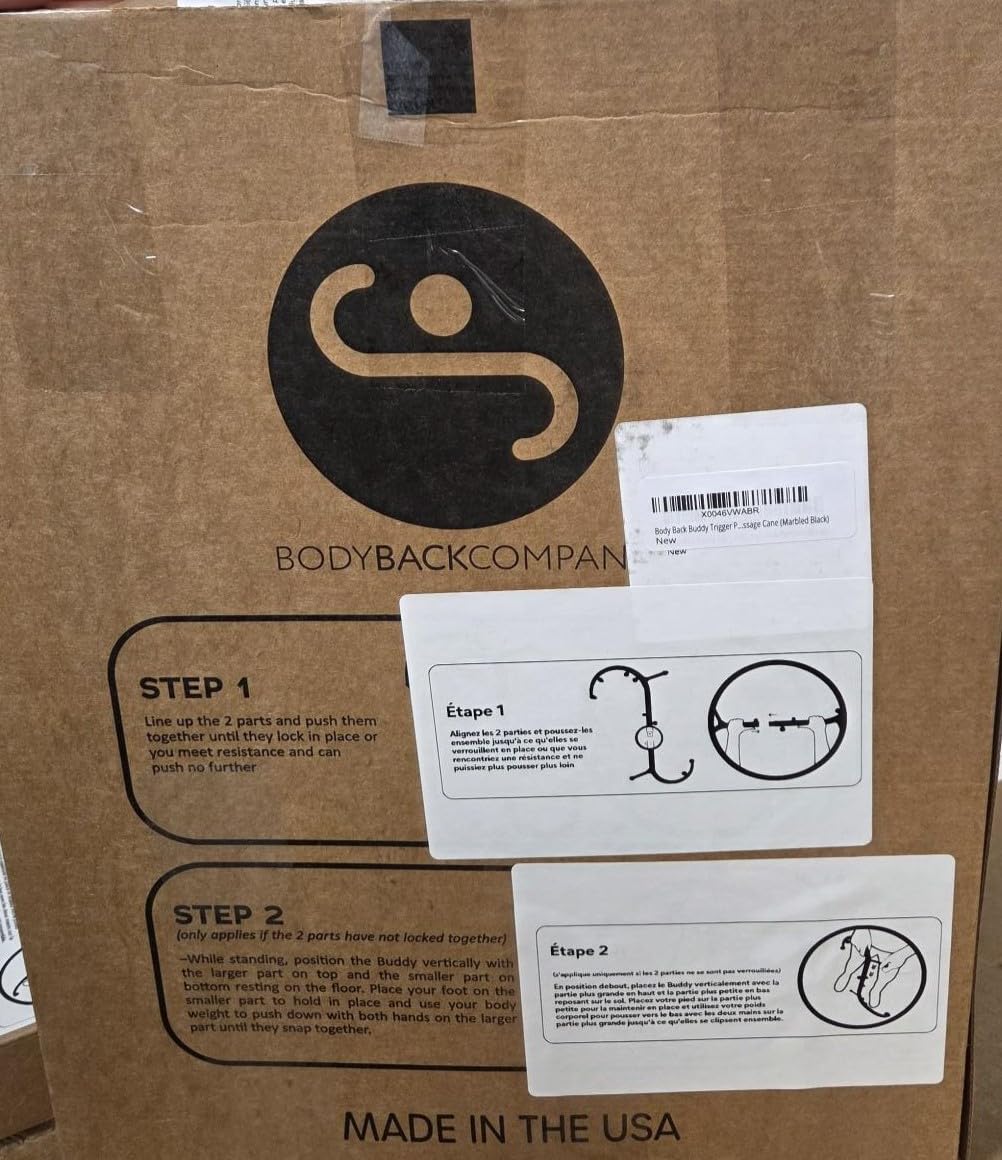 X0046VWABR
Body Back Buddy Trigger P...ssage Cane (Marbled Black)
New
New
BODYBACKCOMPAN
STEP 1
Line up the 2 parts and push them
together until they lock in place or
you meet resistance and can
push no further
Étape 1
Alignez les 2 parties et poussez-les
ensemble jusqu'à ce qu'elles se
verrouillent en place ou que vous
rencontriez une résistance et ne
puissiez plus pousser plus loin
STEP 2
(only applies if the 2 parts have not locked together)
-While standing, position the Buddy vertically with
the larger part on top and the smaller part on
bottom resting on the floor. Place your foot on the
smaller part to hold in place and use your body
weight to push down with both hands on the larger
part until they snap together.
Étape 2
(s'applique uniquement si les 2 parties ne se sont pas verrouillées)
En position debout, placez le Buddy verticalement avec la
partie plus grande en haut et la partie plus petite en bas
reposant sur le sol. Placez votre pied sur la partie plus
petite pour la maintenir en place et utilisez votre poids
corporel pour pousser vers le bas avec les deux mains sur la
partie plus grande jusqu'à ce qu'elles se clipsent ensemble.
MADE IN THE USA